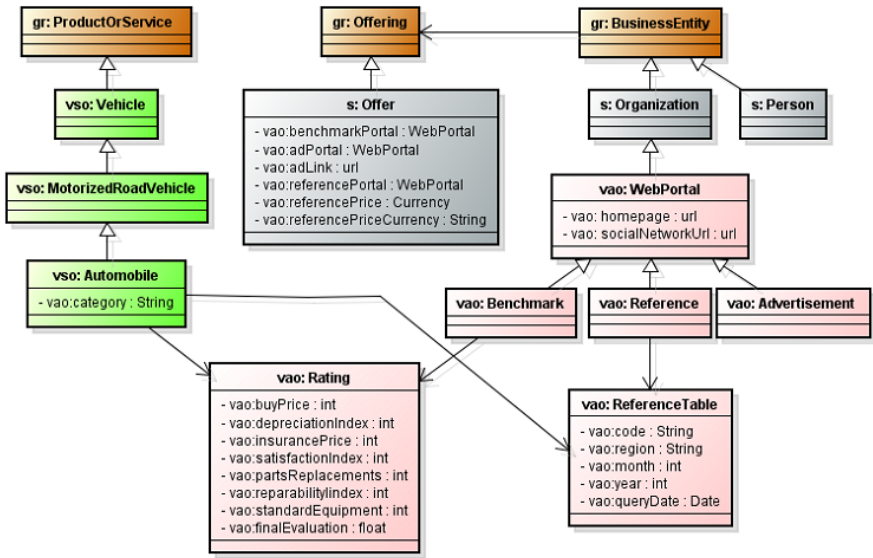 gr: ProductOrService
gr: Offering
gr: BusinessEntity
vso: Vehicle
s: Offer
- vao:benchmarkPortal : WebPortal
- vao:adPortal : WebPortal
- vao:adLink : url
- vao:referencePortal : WebPortal
- vao:referencePrice : Currency
- vao:referencePriceCurrency : String
s: Organization
s: Person
vso: MotorizedRoadVehicle
vao: WebPortal
- vao: homepage : url
- vao: socialNetworkUrl : url
vso: Automobile
- vao:category : String
vao: Benchmark
vao: Reference
vao: Advertisement
vao: Rating
- vao:buyPrice : int
- vao:depreciationIndex : int
- vao:insurancePrice : int
- vao:satisfactionIndex : int
- vao:partsReplacements : int
- vao:reparabilityIindex : int
- vao:standardEquipment : int
- vao:finalEvaluation : float
vao: ReferenceTable
- vao:code : String
- vao:region : String
- vao:month : int
- vao:year : int
- vao:queryDate : Date